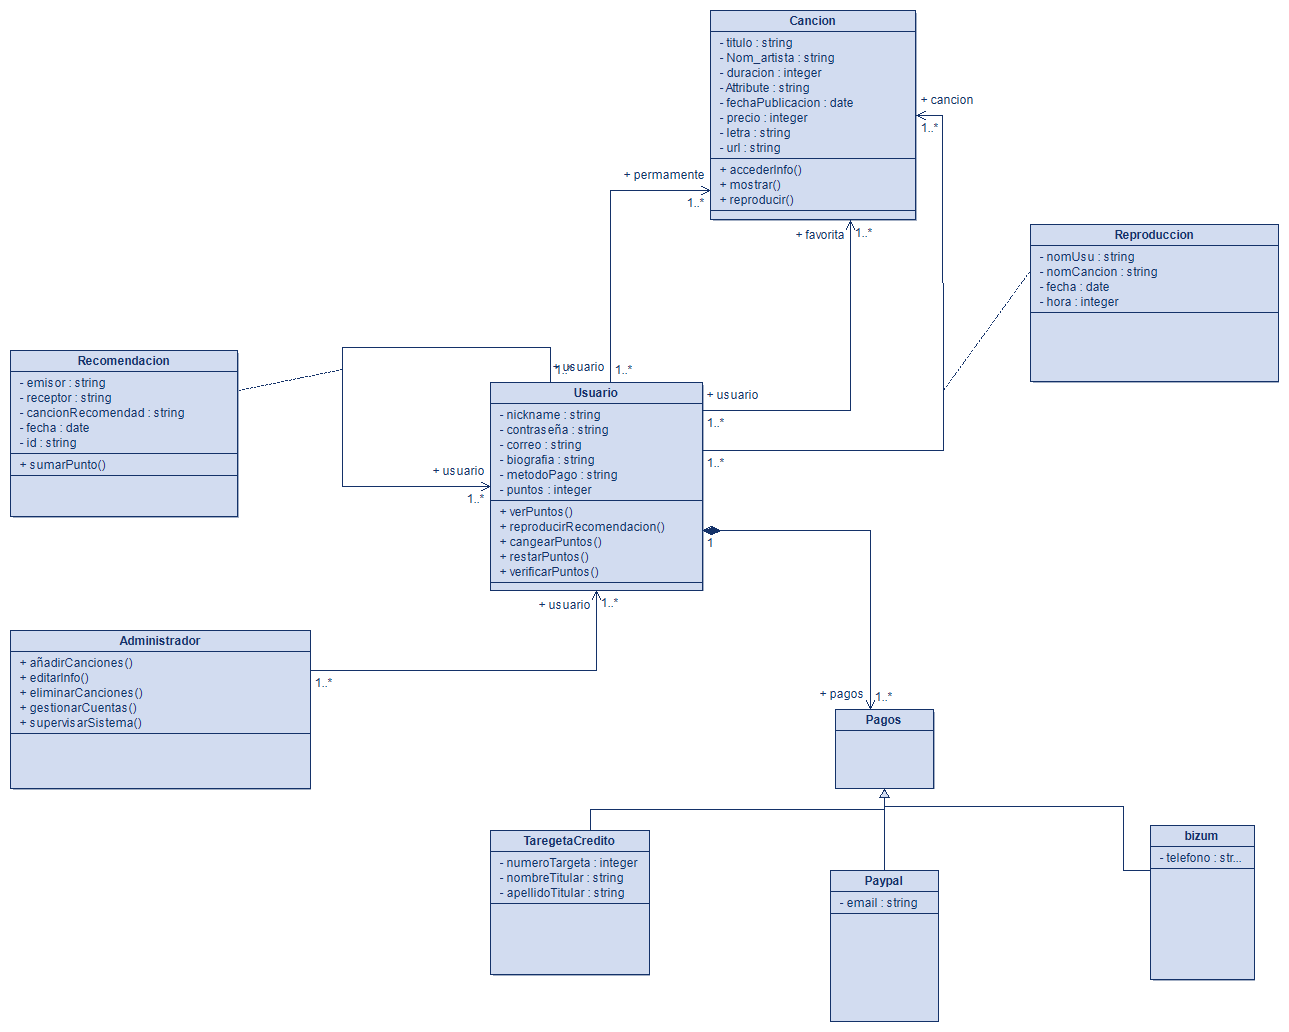 Cancion
- titulo : string
- Nom_artista : string
- duracion : integer
- Attribute : string
- fechaPublicacion : date
- precio : integer
- letra : string
- url : string
+ accederInfo()
+ mostrar()
+ reproducir()
+ cancion
1..*
+ permamente
1..*
+ favorita
1..*
Reproduccion
- nomUsu : string
- nomCancion : string
- fecha : date
- hora : integer
Recomendacion
- emisor : string
- receptor : string
- cancionRecomendad : string
- fecha : date
- id : string
+ sumarPunto()
+ usuario
1..*
1..*
Usuario
- nickname : string
- contraseña : string
- correo : string
- biografia : string
- metodoPago : string
- puntos : integer
+ verPuntos()
+ reproducirRecomendacion()
+ cangearPuntos()
+ restarPuntos()
+ verificarPuntos()
+ usuario
1..*
1..*
+ usuario
1..*
1
+ usuario
1..*
Administrador
+ añadirCanciones()
+ editarInfo()
+ eliminarCanciones()
+ gestionarCuentas()
+ supervisarSistema()
1..*
+ pagos
1..*
Pagos
TaregetaCredito
- numeroTargeta : integer
- nombreTitular : string
- apellidoTitular : string
Paypal
- email : string
bizum
- telefono : str...